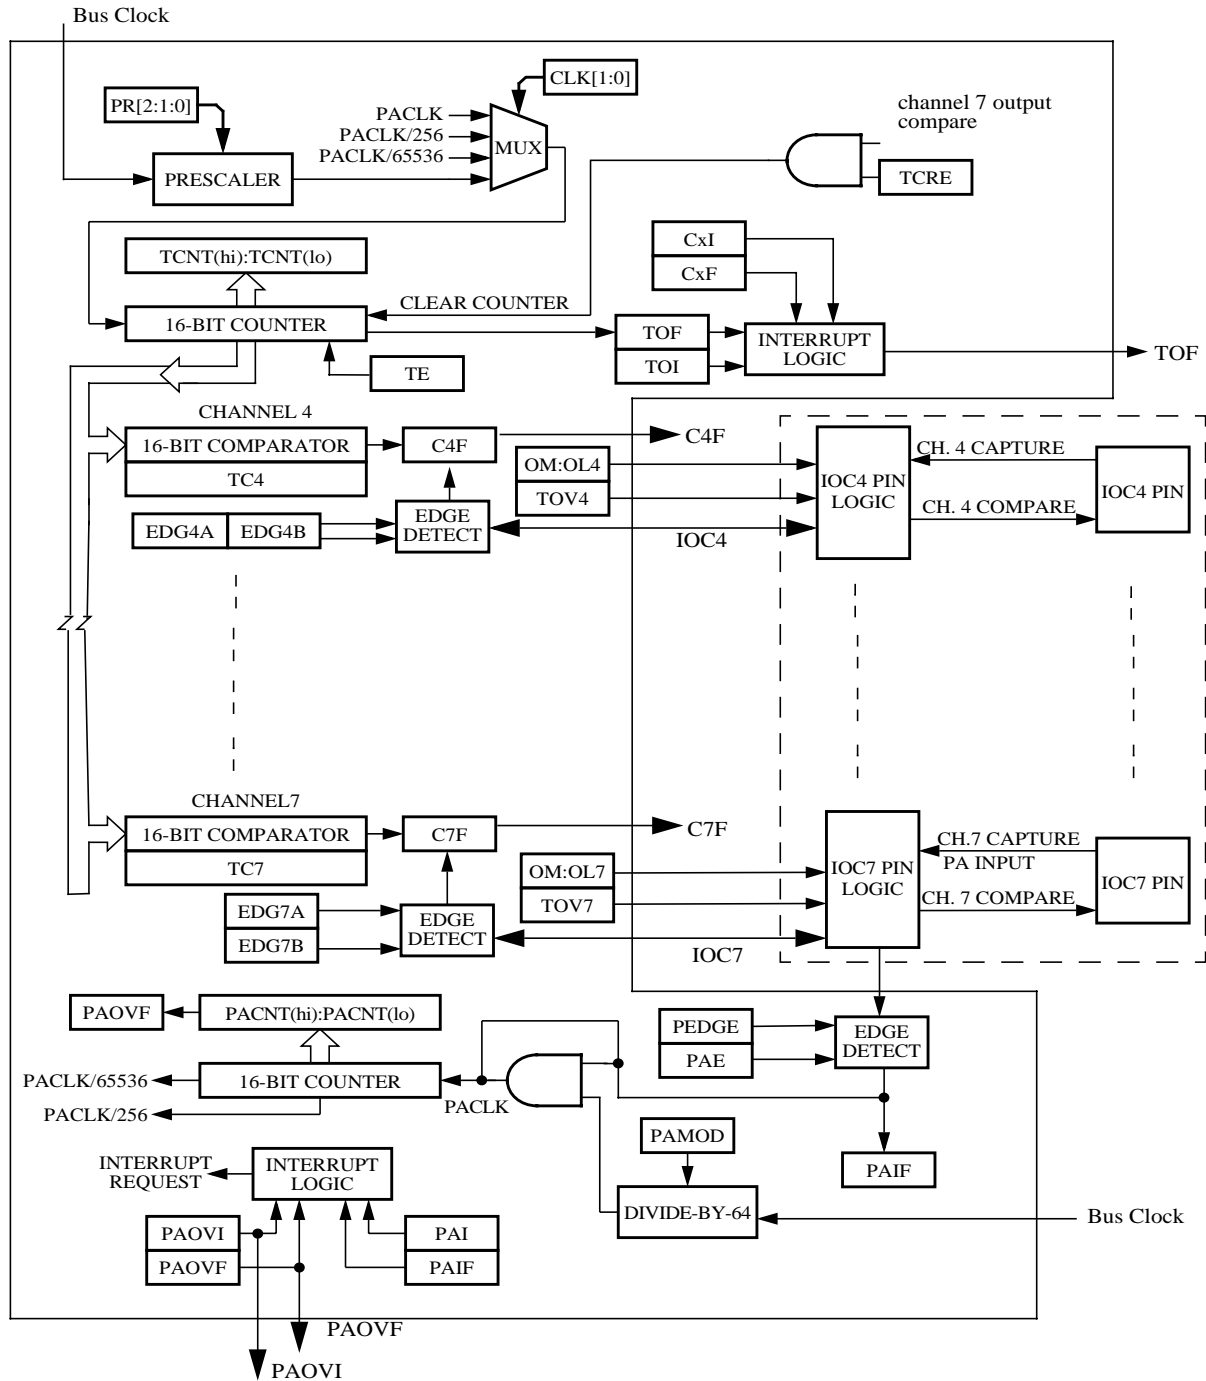 Bus Clock
PR[2:1:0]
CLK[1:0]
PACLK
PACLK/256
PACLK/65536
MUX
PRESCALER
channel 7 output
compare
TCRE
TCNT(hi):TCNT(lo)
CxI
CxF
CLEAR COUNTER
16-BIT COUNTER
TOF
TOI
INTERRUPT
LOGIC
TOF
TE
CHANNEL 4
16-BIT COMPARATOR
TC4
C4F
C4F
EDG4A
EDG4B
EDGE
DETECT
OM:OL4
TOV4
IOC4
IOC4 PIN
LOGIC
CH. 4 CAPTURE
CH. 4 COMPARE
IOC4 PIN
CHANNEL7
16-BIT COMPARATOR
TC7
C7F
C7F
EDG7A
EDG7B
EDGE
DETECT
OM:OL7
TOV7
IOC7
IOC7 PIN
LOGIC
CH.7 CAPTURE
PA INPUT
CH. 7 COMPARE
IOC7 PIN
PAOVF
PACNT(hi):PACNT(lo)
PEDGE
PAE
EDGE
DETECT
PACLK/65536
16-BIT COUNTER
PACLK
PACLK/256
PAMOD
PAIF
INTERRUPT
REQUEST
INTERRUPT
LOGIC
DIVIDE-BY-64
Bus Clock
PAOVI
PAOVF
PAI
PAIF
PAOVF
PAOVI